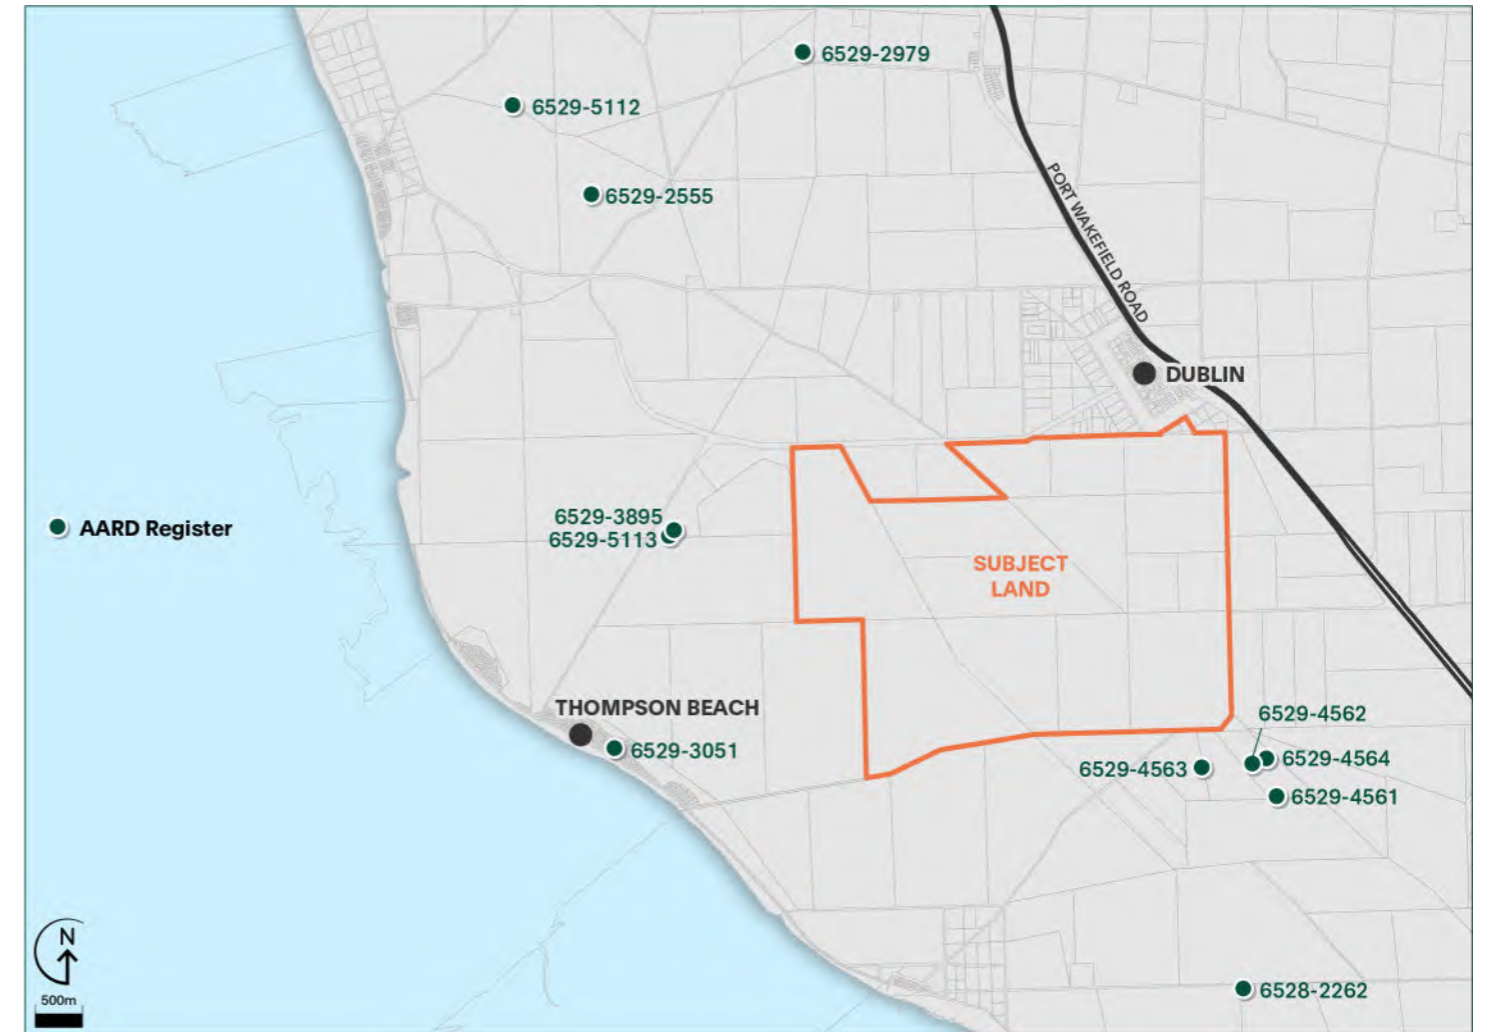 6529-2979
6529-5112
6529-2555
PORT WAKEFIELD ROAD
DUBLIN
6529-3895
AARD Register
6529-5113
SUBJECT
LAND
THOMPSON BEACH
6529-4562
6529-3051
6529-4564
6529-4563
6529-4561
N
500m
6528-2262